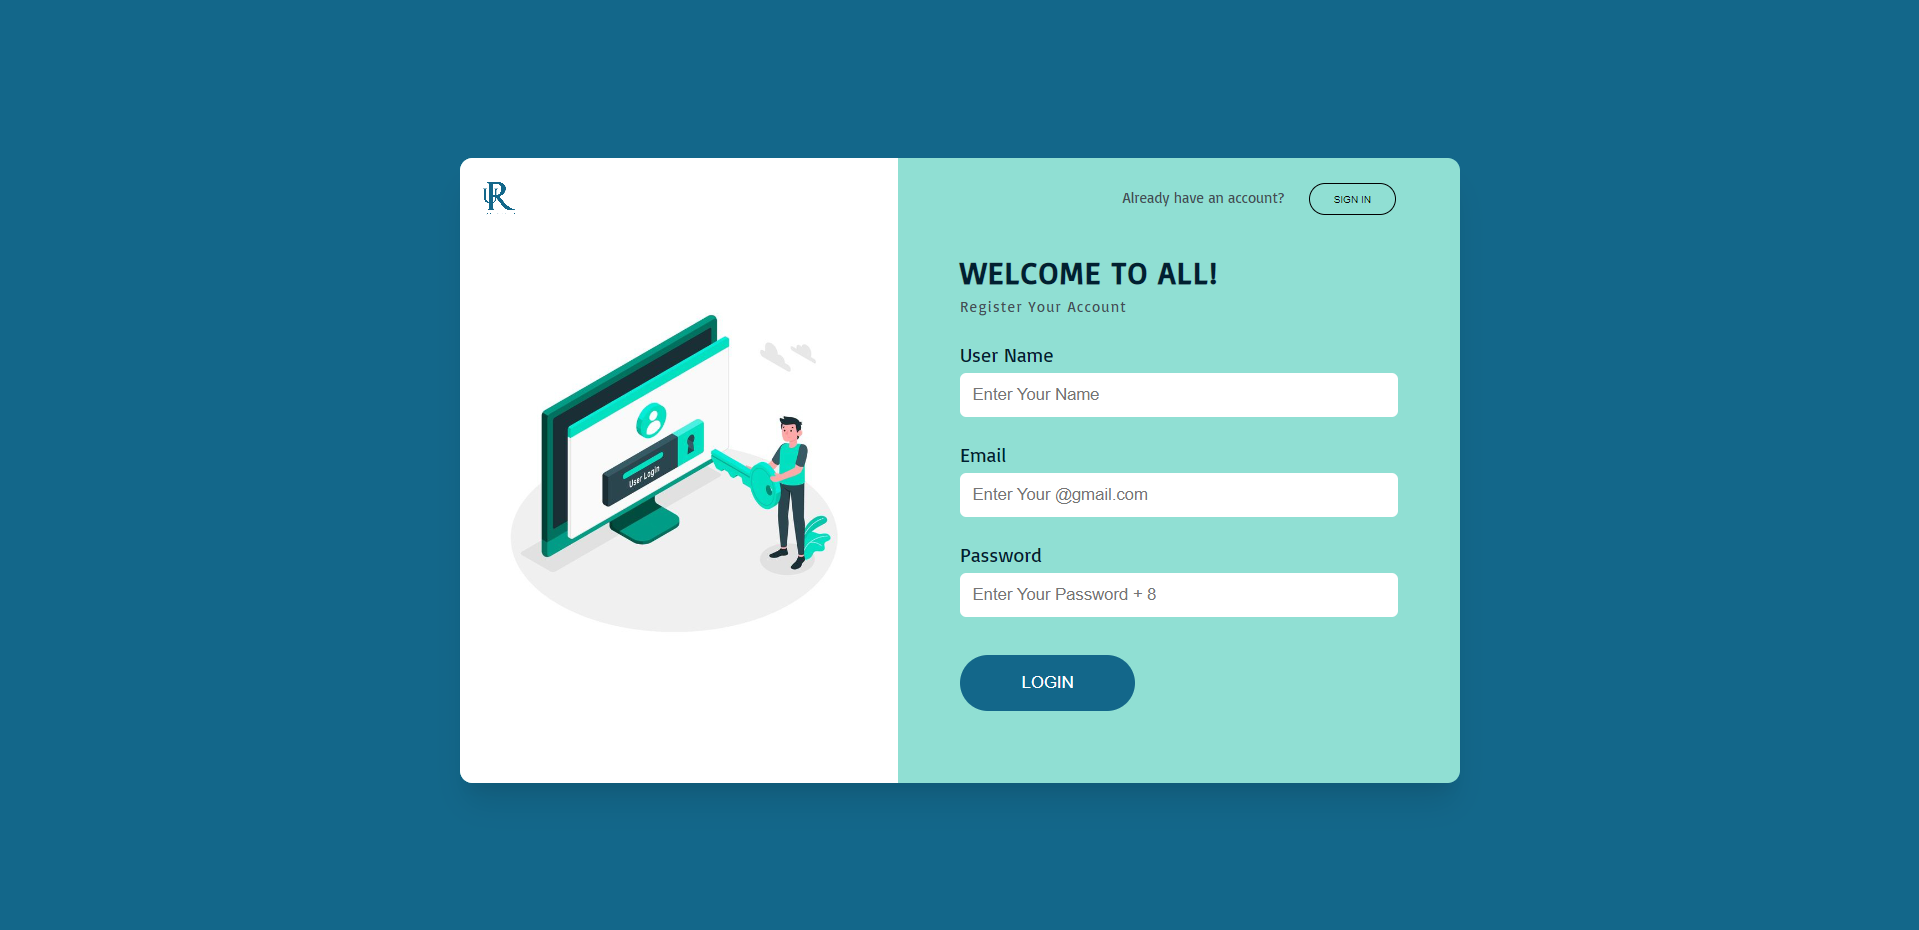 R
Already have an account?
SIGN IN
WELCOME TO ALL!
Register Your Account
User Name
Enter Your Name
Email
Enter Your @gmail.com
Password
Enter Your Password + 8
LOGIN
User Login